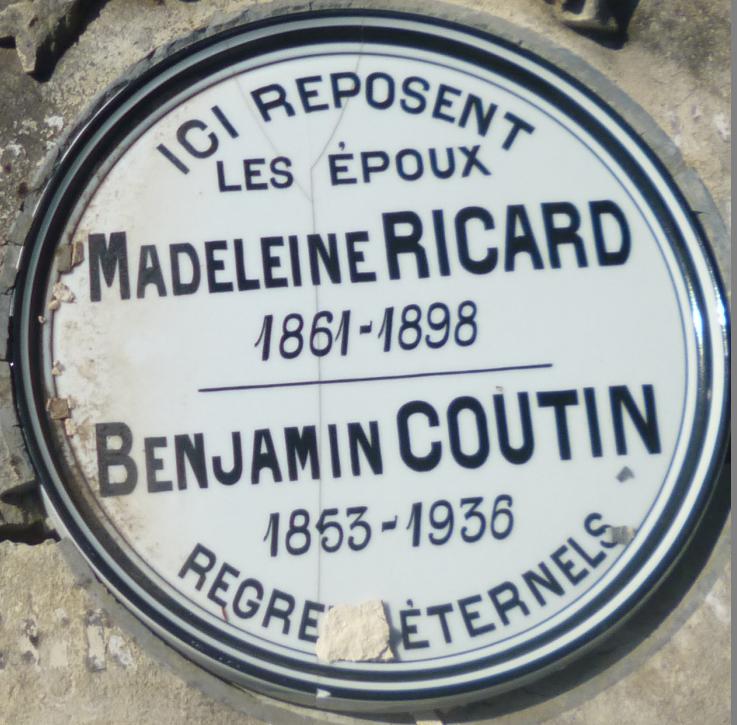 ICI REPOSENT
LES ÉPOUX
MADELEINE RICARD
1861-1898
BENJAMIN COUTIN
1853-1936
ÉTERNELS